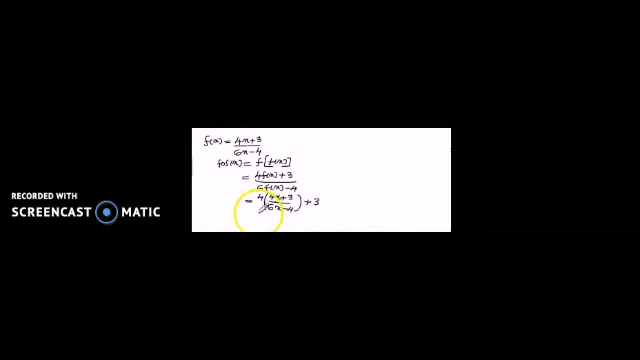 f(x) = 4x+3
6x-4
fof(x) = f[f(x)]
= 4f(x)+3
6f(x)-4
= 4(4x+3
6x-4)+3
RECORDED WITH
SCREENCAST MATIC